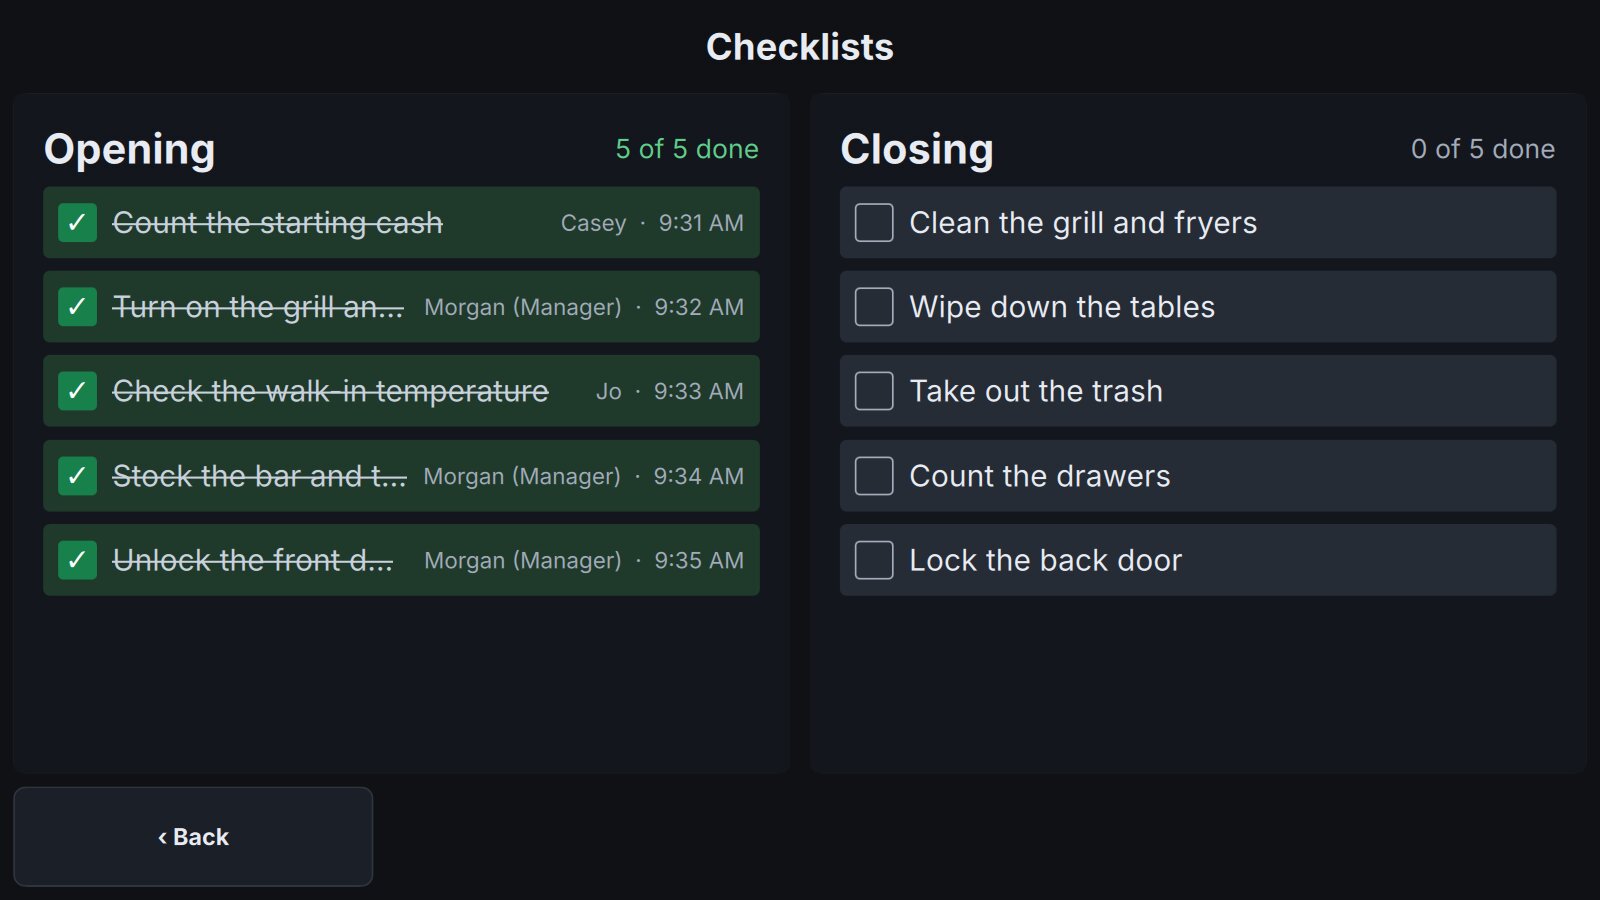 Checklists
Opening
5 of 5 done
✓ Count the starting cash Casey · 9:31 AM
✓ Turn on the grill an... Morgan (Manager) · 9:32 AM
✓ Check the walk-in temperature Jo · 9:33 AM
✓ Stock the bar and t... Morgan (Manager) · 9:34 AM
✓ Unlock the front d... Morgan (Manager) · 9:35 AM
Closing
0 of 5 done
Clean the grill and fryers
Wipe down the tables
Take out the trash
Count the drawers
Lock the back door
‹ Back